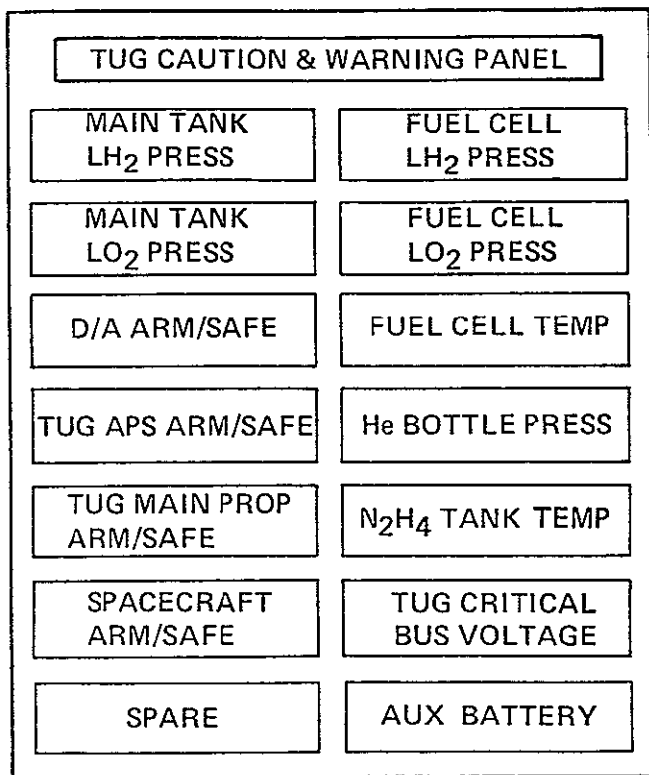 TUG CAUTION & WARNING PANEL
MAIN TANK
LH2 PRESS
FUEL CELL
LH2 PRESS
MAIN TANK
LO2 PRESS
FUEL CELL
LO2 PRESS
D/A ARM/SAFE
FUEL CELL TEMP
TUG APS ARM/SAFE
He BOTTLE PRESS
TUG MAIN PROP
ARM/SAFE
N2H4 TANK TEMP
SPACECRAFT
ARM/SAFE
TUG CRITICAL
BUS VOLTAGE
SPARE
AUX BATTERY